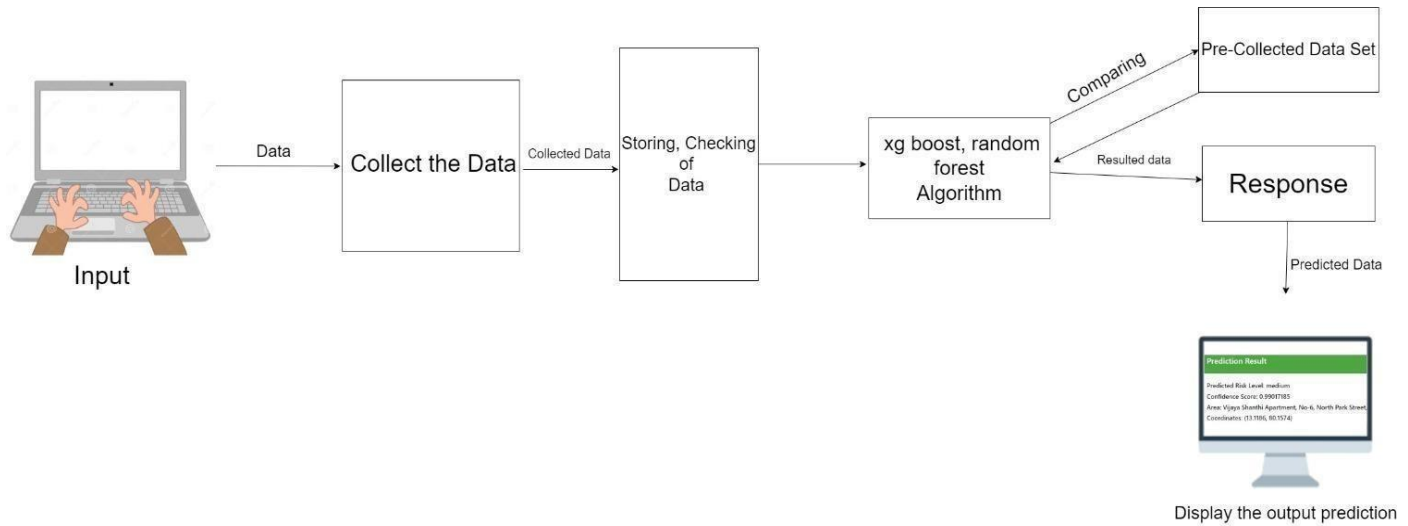 Input
Data
Collect the Data
Collected Data
Storing, Checking
of
Data
xg boost, random
forest
Algorithm
Comparing
Pre-Collected Data Set
Resulted data
Response
Predicted Data
Prediction Result
Predicted Risk Level: medium
Confidence Score: 0.99017185
Area: Vijaya Shanthi Apartment, No-6, North Park Street,
Coordinates: (13.1186, 80.1574)
Display the output prediction